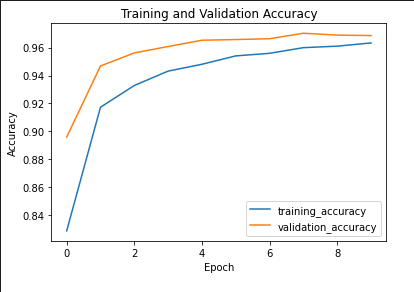 Training and Validation Accuracy
0.96
0.94
0.92
0.90
0.88
0.86
0.84
Accuracy
training_accuracy
validation_accuracy
0 2 4 6 8
Epoch